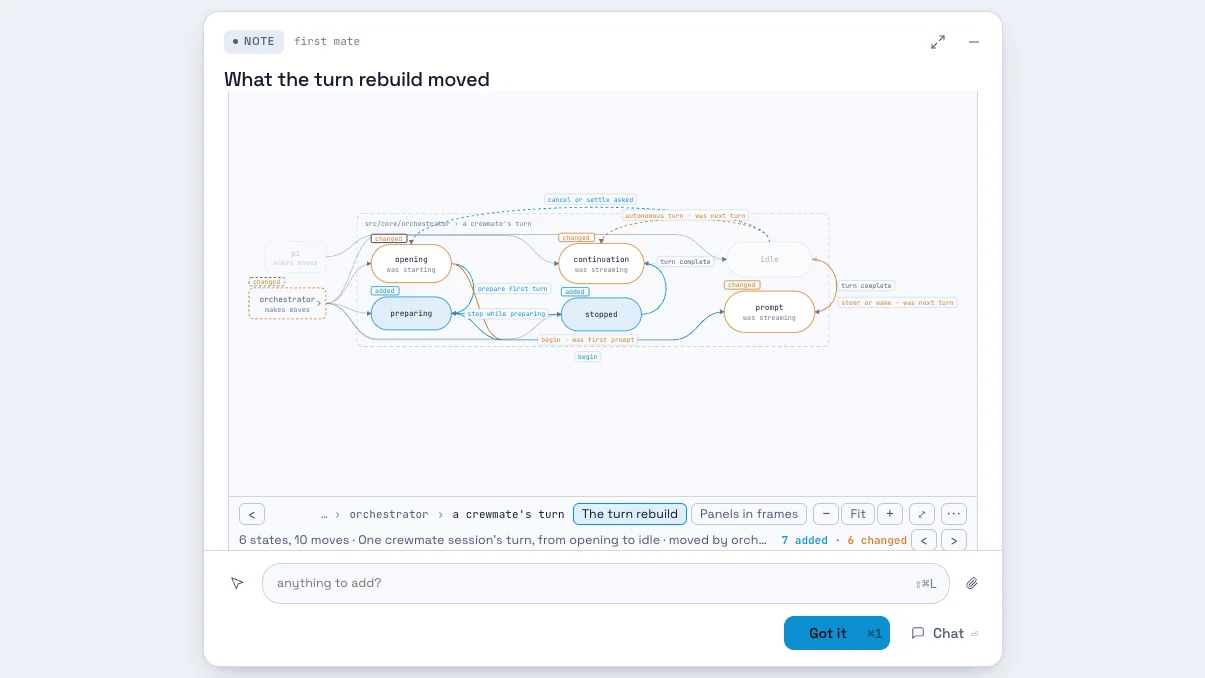 NOTE first mate
What the turn rebuild moved
cancel or settle asked
autonomous turn · was next turn
src/core/orchestrator › a crewmate's turn
changed
changed
pi
makes moves
opening
was starting
continuation
was streaming
turn complete
idle
changed
orchestrator
makes moves
added
preparing
prepare first turn
stop while preparing
added
stopped
changed
prompt
was streaming
turn complete
steer or wake · was next turn
begin · was first prompt
begin
< … › orchestrator › a crewmate's turn The turn rebuild Panels in frames − Fit + ⤢ ···
6 states, 10 moves · One crewmate session's turn, from opening to idle · moved by orch… 7 added · 6 changed < >
anything to add? ⇧⌘L
Got it ⌘1 Chat ⏎